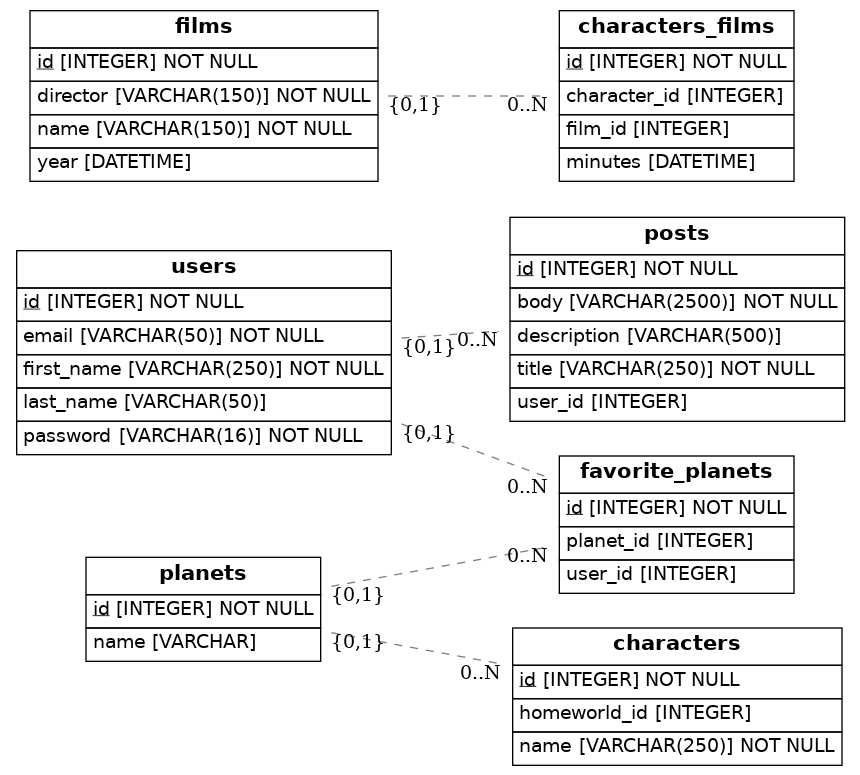 films
id [INTEGER] NOT NULL
director [VARCHAR(150)] NOT NULL
name [VARCHAR(150)] NOT NULL
year [DATETIME]
{0,1}
0..N
characters_films
id [INTEGER] NOT NULL
character_id [INTEGER]
film_id [INTEGER]
minutes [DATETIME]
users
id [INTEGER] NOT NULL
email [VARCHAR(50)] NOT NULL
first_name [VARCHAR(250)] NOT NULL
last_name [VARCHAR(50)]
password [VARCHAR(16)] NOT NULL
{0,1}
0..N
posts
id [INTEGER] NOT NULL
body [VARCHAR(2500)] NOT NULL
description [VARCHAR(500)]
title [VARCHAR(250)] NOT NULL
user_id [INTEGER]
{0,1}
0..N
favorite_planets
id [INTEGER] NOT NULL
planet_id [INTEGER]
user_id [INTEGER]
planets
id [INTEGER] NOT NULL
name [VARCHAR]
{0,1}
0..N
{0,1}
0..N
characters
id [INTEGER] NOT NULL
homeworld_id [INTEGER]
name [VARCHAR(250)] NOT NULL